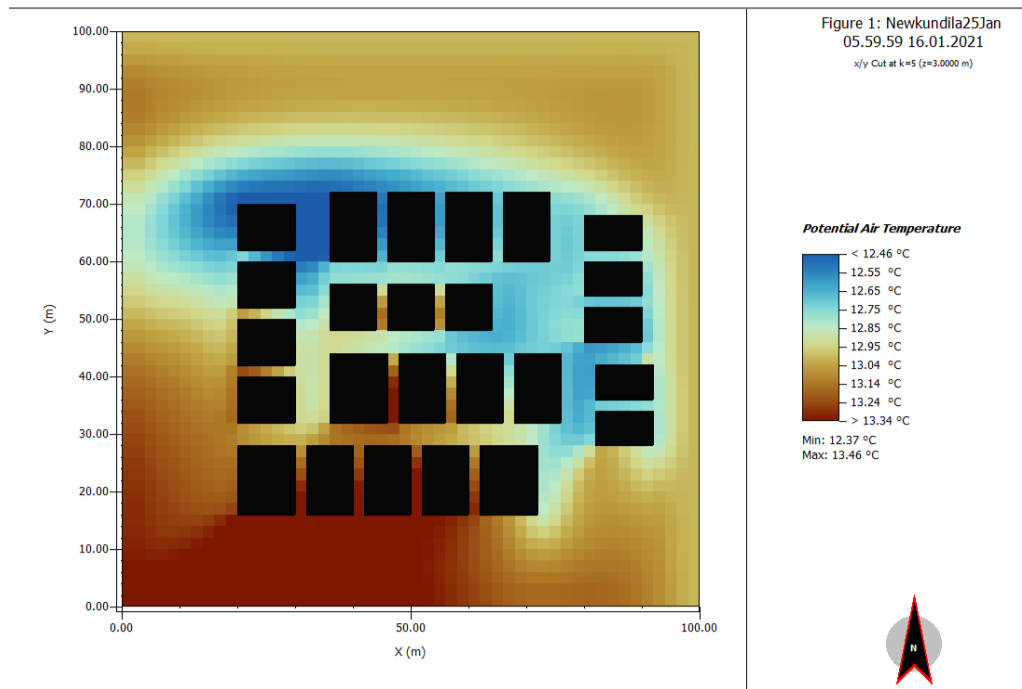 Figure 1: Newkundila25Jan
05.59.59 16.01.2021
x/y Cut at k=5 (z=3.0000 m)
100.00
90.00
80.00
70.00
60.00
50.00
40.00
30.00
20.00
10.00
0.00
Y (m)
0.00 50.00 100.00
X (m)
Potential Air Temperature
< 12.46 °C
12.55 °C
12.65 °C
12.75 °C
12.85 °C
12.95 °C
13.04 °C
13.14 °C
13.24 °C
> 13.34 °C
Min: 12.37 °C
Max: 13.46 °C
N